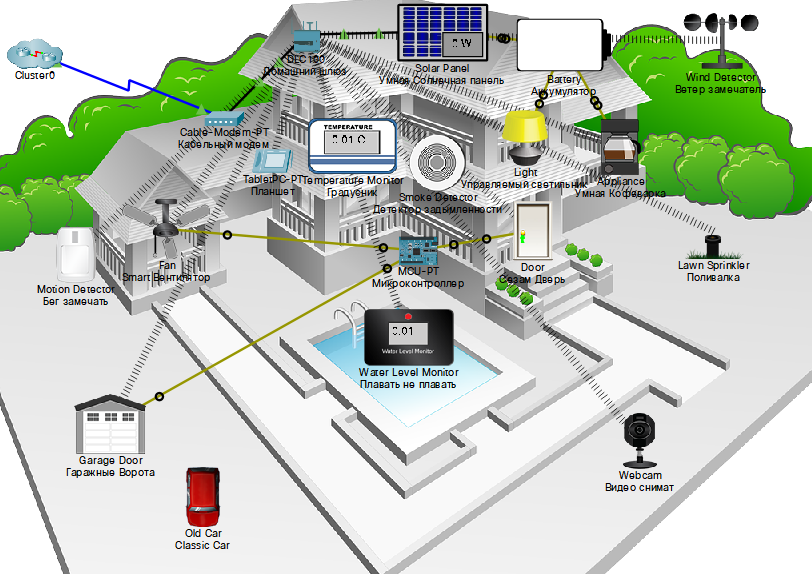 Cluster0
DLC100
Домашний шлюз
0 W
Solar Panel
Умная Солнечная панель
Battery
Аккумулятор
Wind Detector
Ветер замечатель
Cable-Modem-PT
Кабельный модем
TEMPERATURE
0.01 C
TabletPC-PT
Планшет
Temperature Monitor
Градусник
Smoke Detector
Детектор задымленности
Light
Управляемый светильник
Appliance
Умная Кофеварка
Motion Detector
Бег замечать
Fan
Smart Вентилятор
MCU-PT
Микроконтроллер
Door
Сезам Дверь
Lawn Sprinkler
Поливалка
0.01
Water Level Monitor
Water Level Monitor
Плавать не плавать
Garage Door
Гаражные Ворота
Webcam
Видео снимат
Old Car
Classic Car